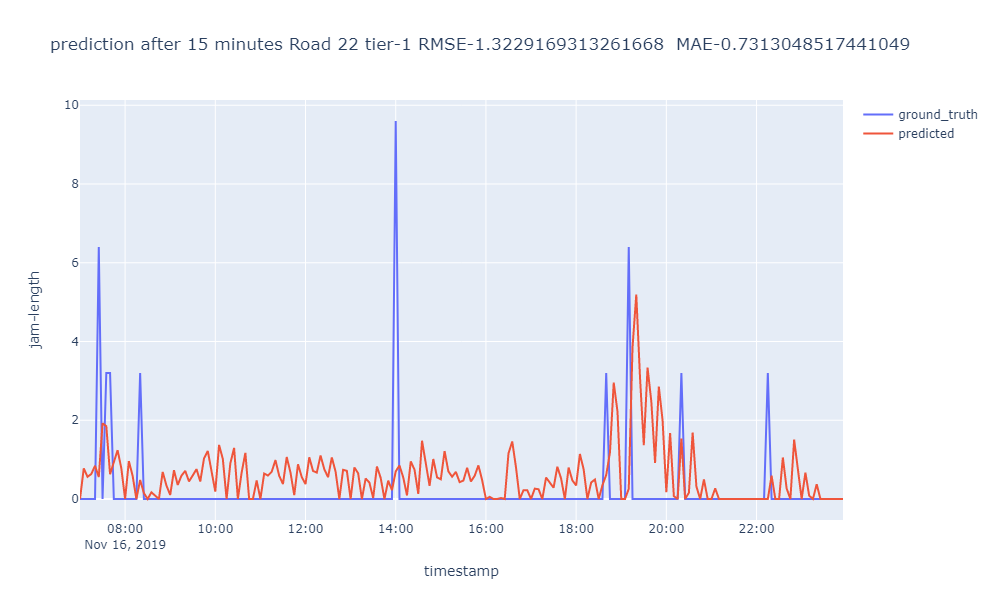 prediction after 15 minutes Road 22 tier-1 RMSE-1.3229169313261668  MAE-0.7313048517441049
ground_truth
predicted
10
8
6
4
2
0
jam-length
08:00
10:00
12:00
14:00
16:00
18:00
20:00
22:00
Nov 16, 2019
timestamp